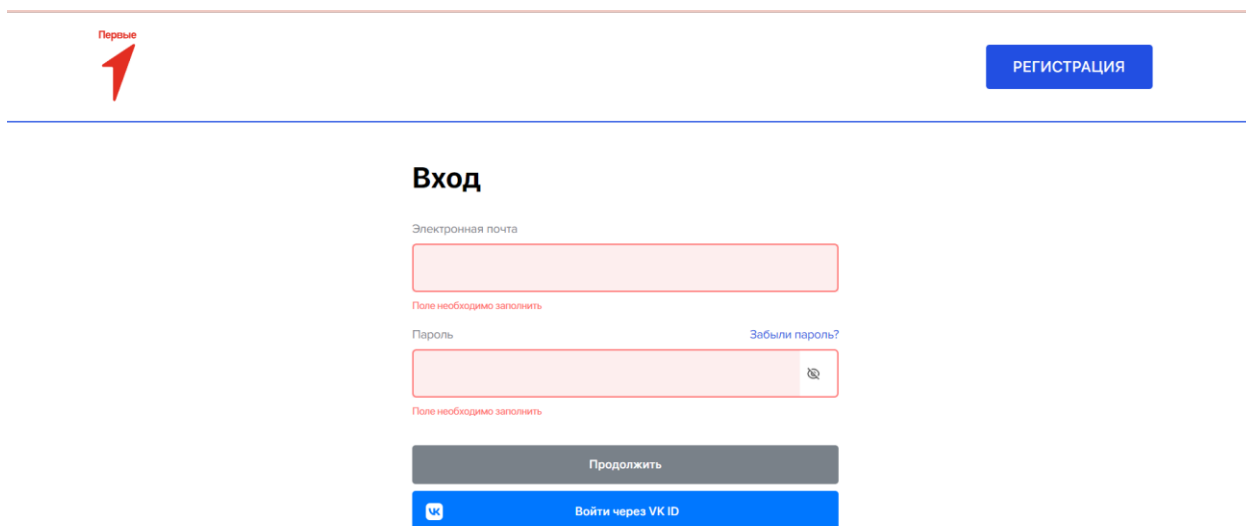 Первые
РЕГИСТРАЦИЯ
Вход
Электронная почта
Поле необходимо заполнить
Пароль Забыли пароль?
Поле необходимо заполнить
Продолжить
Войти через VK ID